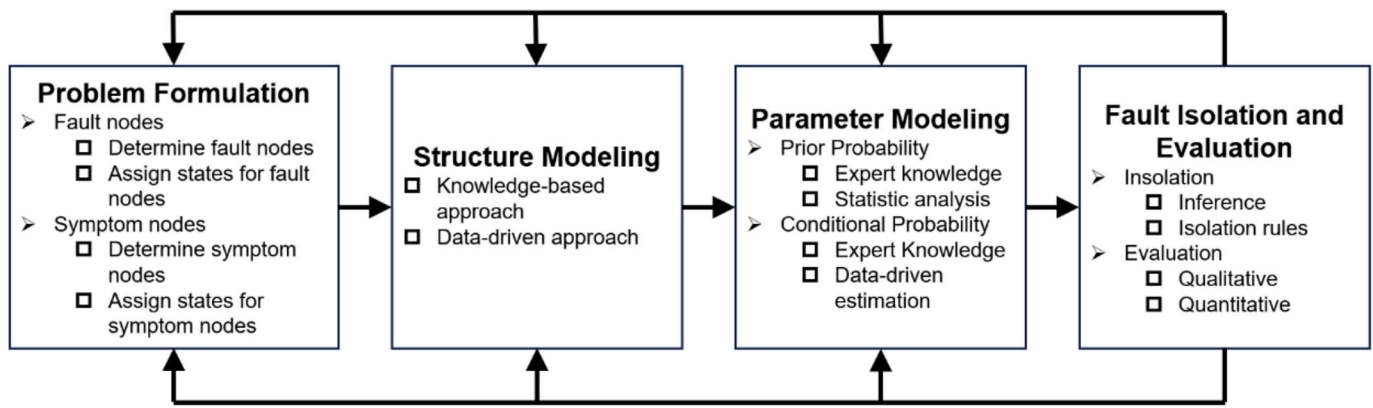 Problem Formulation
Fault nodes
Determine fault nodes
Assign states for fault
nodes
Symptom nodes
Determine symptom
nodes
Assign states for
symptom nodes
Structure Modeling
Knowledge-based
approach
Data-driven approach
Parameter Modeling
Prior Probability
Expert knowledge
Statistic analysis
Conditional Probability
Expert Knowledge
Data-driven
estimation
Fault Isolation and
Evaluation
Insolation
Inference
Isolation rules
Evaluation
Qualitative
Quantitative